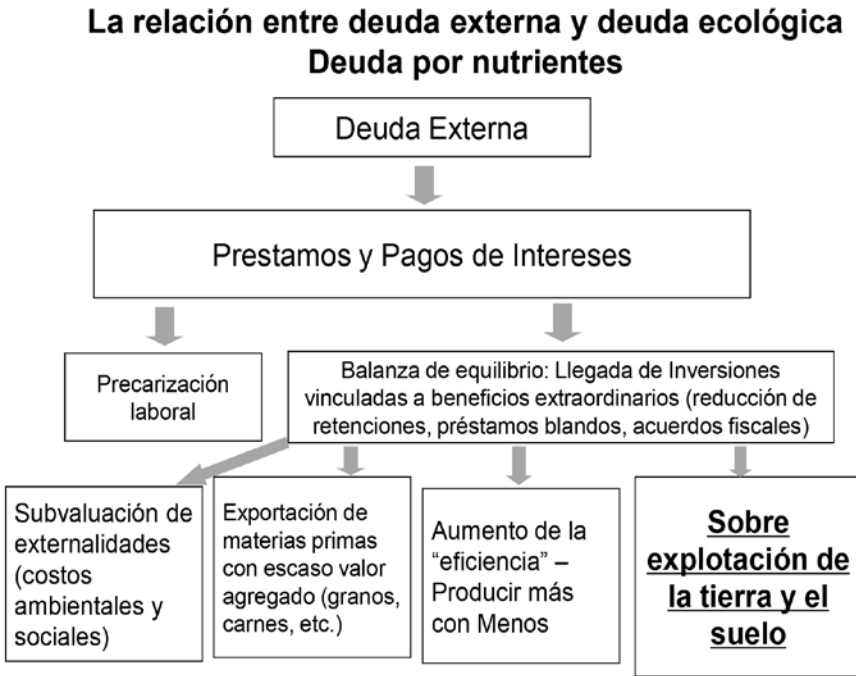 La relación entre deuda externa y deuda ecológica
Deuda por nutrientes
Deuda Externa
Prestamos y Pagos de Intereses
Precarización
laboral
Balanza de equilibrio: Llegada de Inversiones
vinculadas a beneficios extraordinarios (reducción de
retenciones, préstamos blandos, acuerdos fiscales)
Subvaluación de
externalidades
(costos
ambientales y
sociales)
Exportación de
materias primas
con escaso valor
agregado (granos,
carnes, etc.)
Aumento de la
“eficiencia” –
Producir más
con Menos
Sobre
explotación de
la tierra y el
suelo